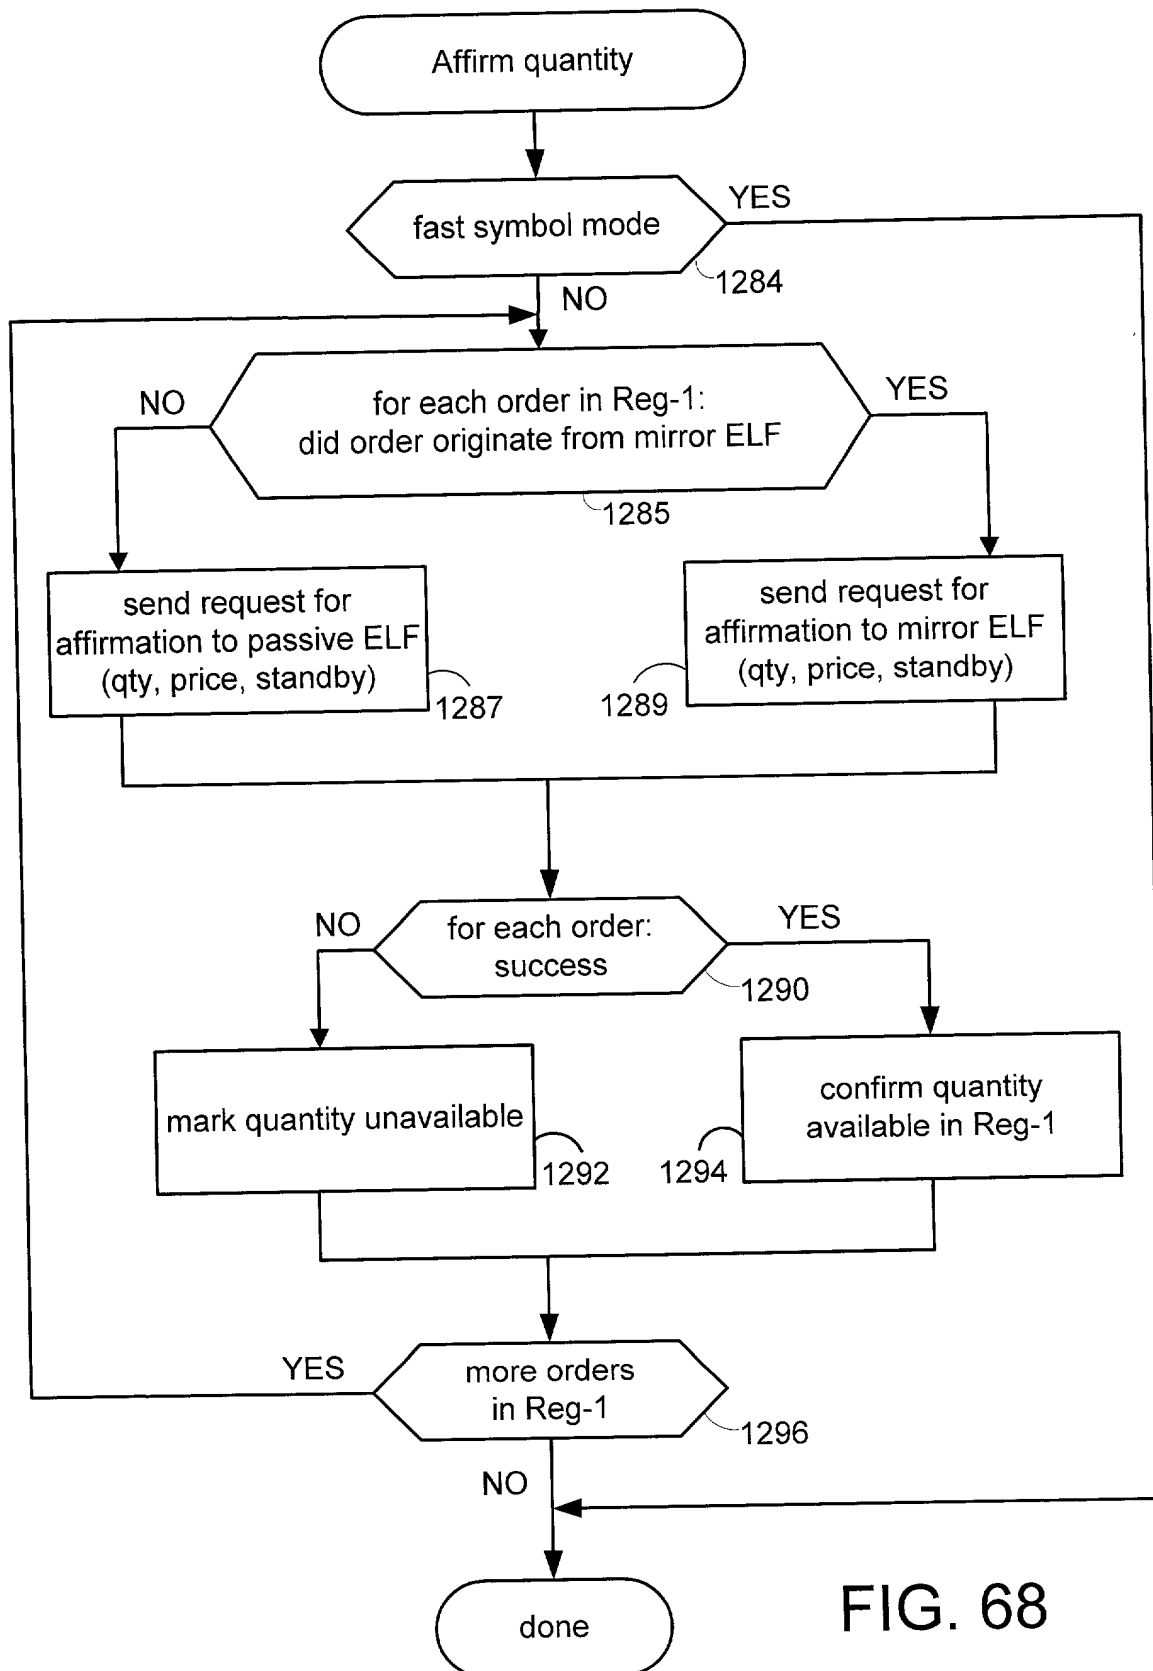 Affirm quantity
fast symbol mode
YES
1284
NO
for each order in Reg-1:
did order originate from mirror ELF
NO
YES
1285
send request for
affirmation to passive ELF
(qty, price, standby)
1287
send request for
affirmation to mirror ELF
(qty, price, standby)
1289
for each order:
success
NO
YES
1290
mark quantity unavailable
1292
confirm quantity
available in Reg-1
1294
more orders
in Reg-1
YES
1296
NO
done
FIG. 68